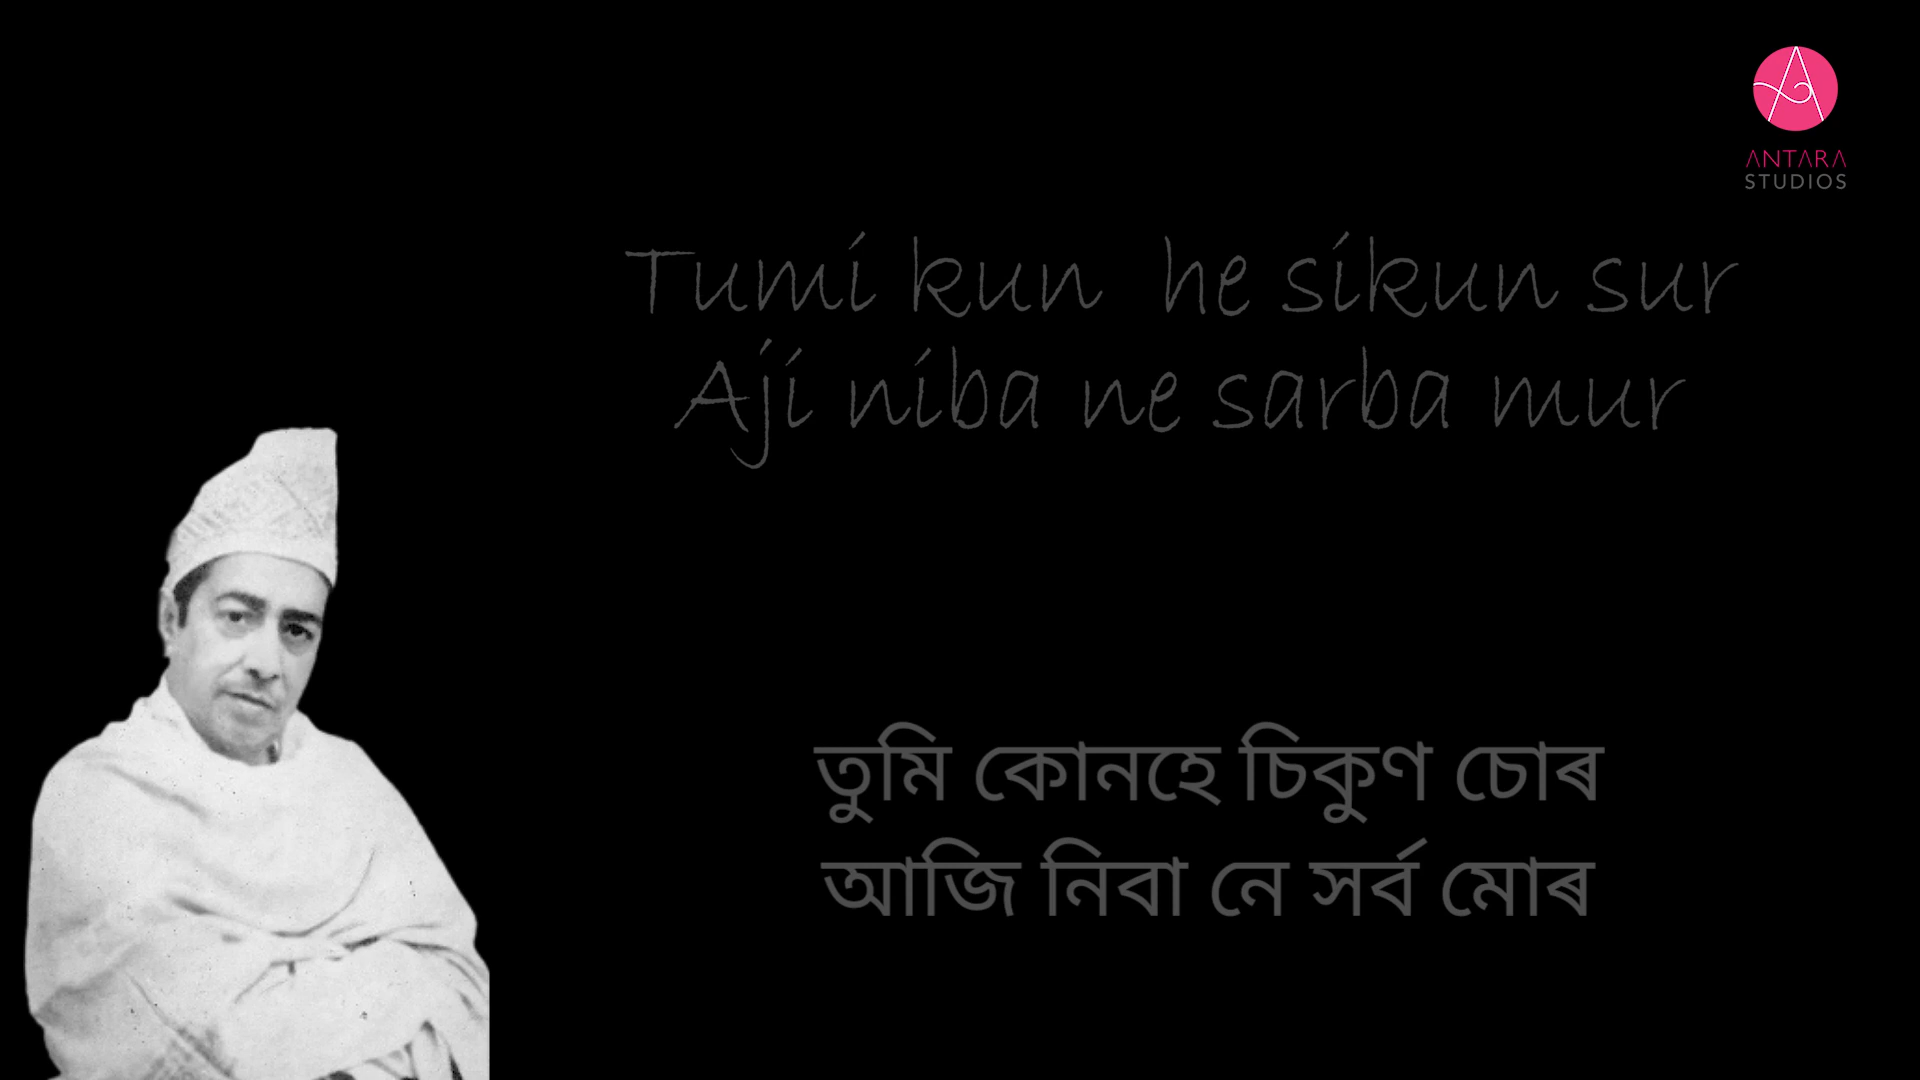 ANTARA
STUDIOS
Tumi kun he sikun sur
Aji niba ne sarba mur
তুমি কোনহে চিকুণ চোৰ
আজি নিবা নে সৰ্ব মোৰ